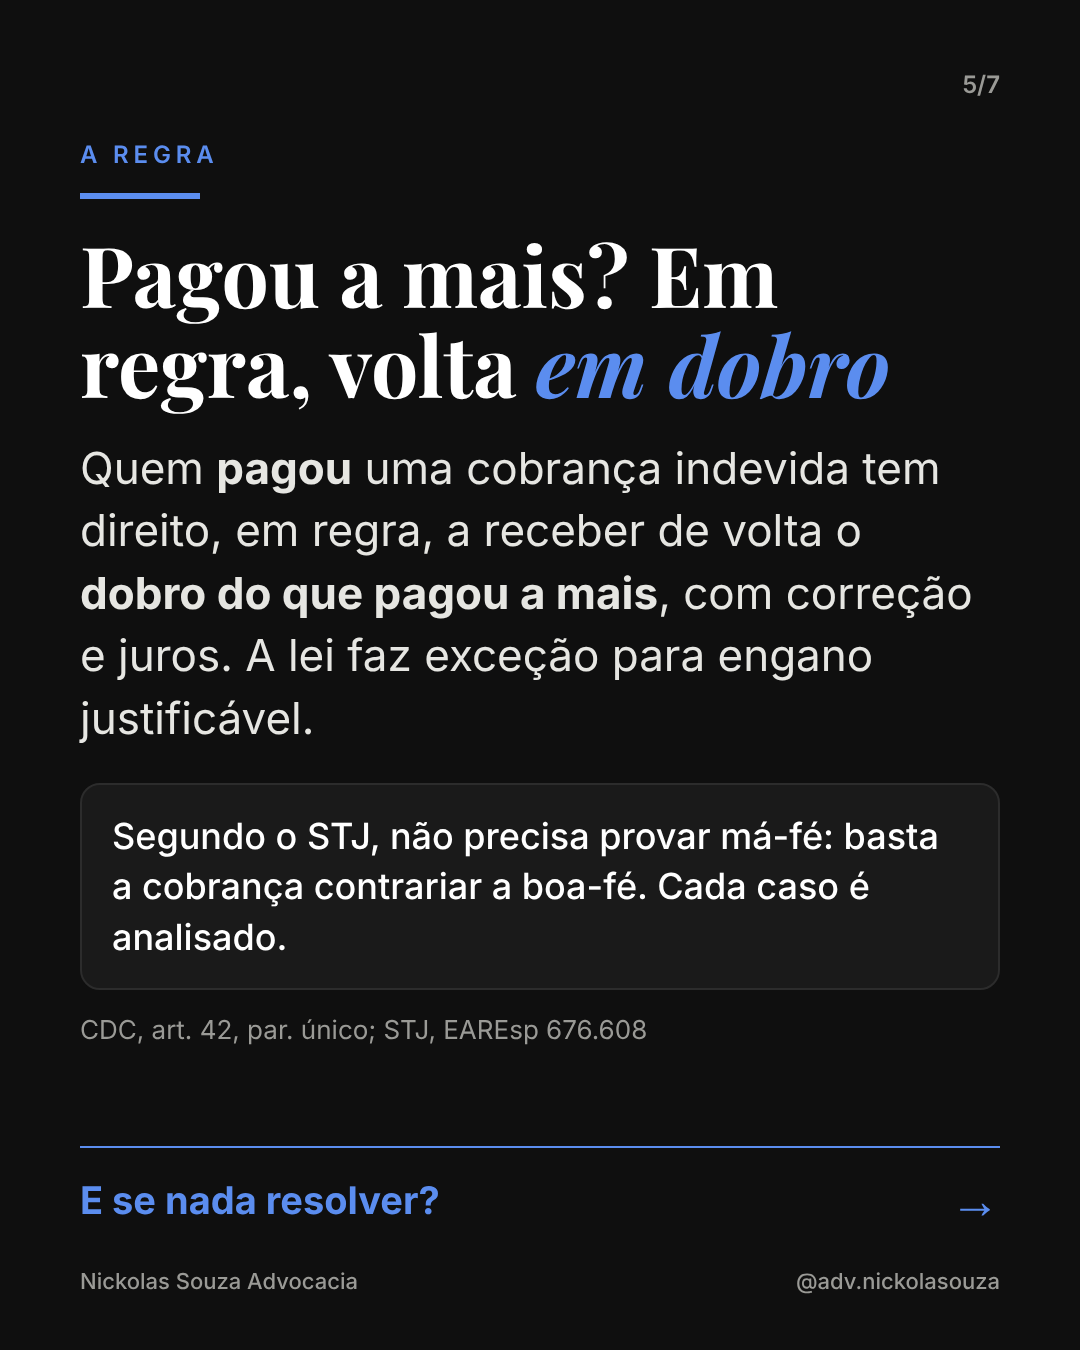 5/7
A REGRA
Pagou a mais? Em
regra, volta em dobro
Quem pagou uma cobrança indevida tem
direito, em regra, a receber de volta o
dobro do que pagou a mais, com correção
e juros. A lei faz exceção para engano
justificável.
Segundo o STJ, não precisa provar má-fé: basta
a cobrança contrariar a boa-fé. Cada caso é
analisado.
CDC, art. 42, par. único; STJ, EAREsp 676.608
E se nada resolver? →
Nickolas Souza Advocacia @adv.nickolasouza